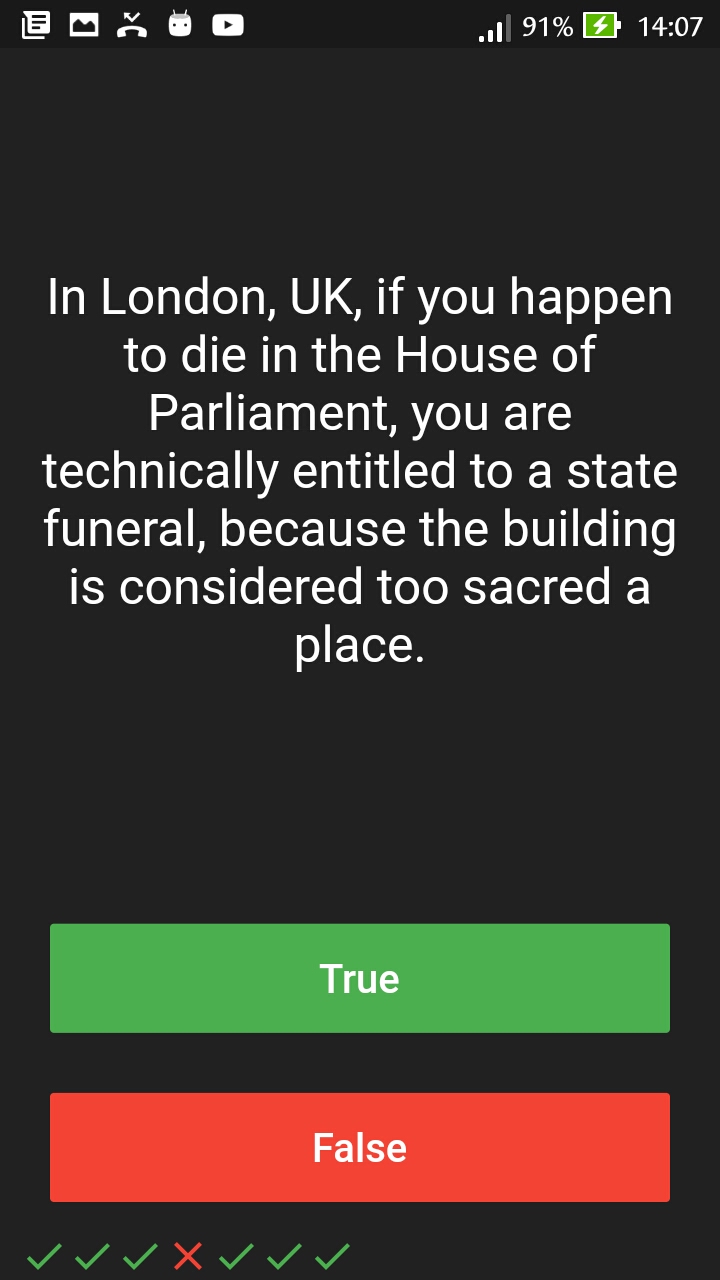 91% 14:07
In London, UK, if you happen
to die in the House of
Parliament, you are
technically entitled to a state
funeral, because the building
is considered too sacred a
place.
True
False